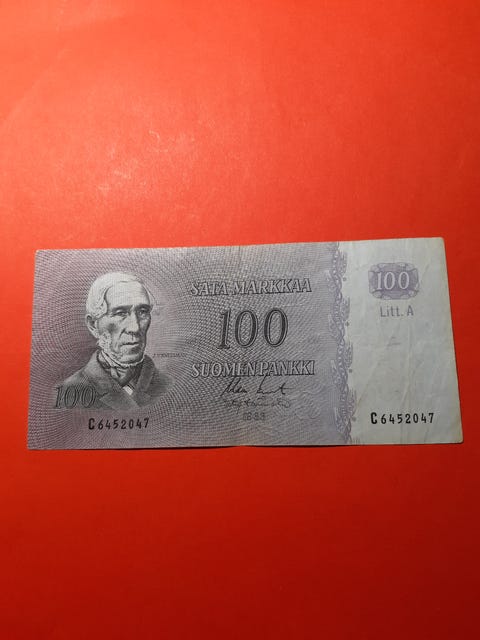 SATA MARKKAA
100
SUOMEN PANKKI
100
C6452047
100
Litt. A
C6452047